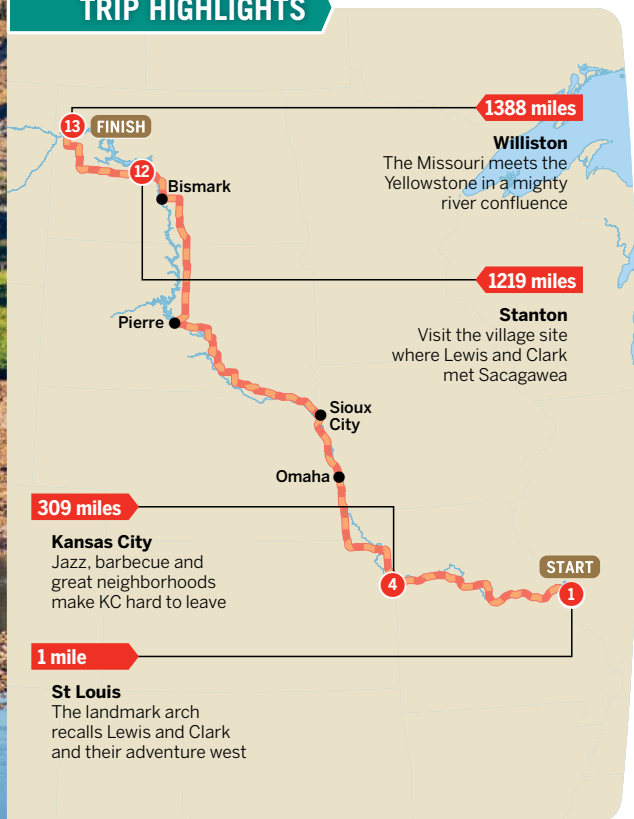 TRIP HIGHLIGHTS
1388 miles
Williston
The Missouri meets the
Yellowstone in a mighty
river confluence
13
FINISH
12
Bismark
1219 miles
Stanton
Visit the village site
where Lewis and Clark
met Sacagawea
Pierre
Sioux
City
Omaha
309 miles
Kansas City
Jazz, barbecue and
great neighborhoods
make KC hard to leave
4
START
1
1 mile
St Louis
The landmark arch
recalls Lewis and Clark
and their adventure west